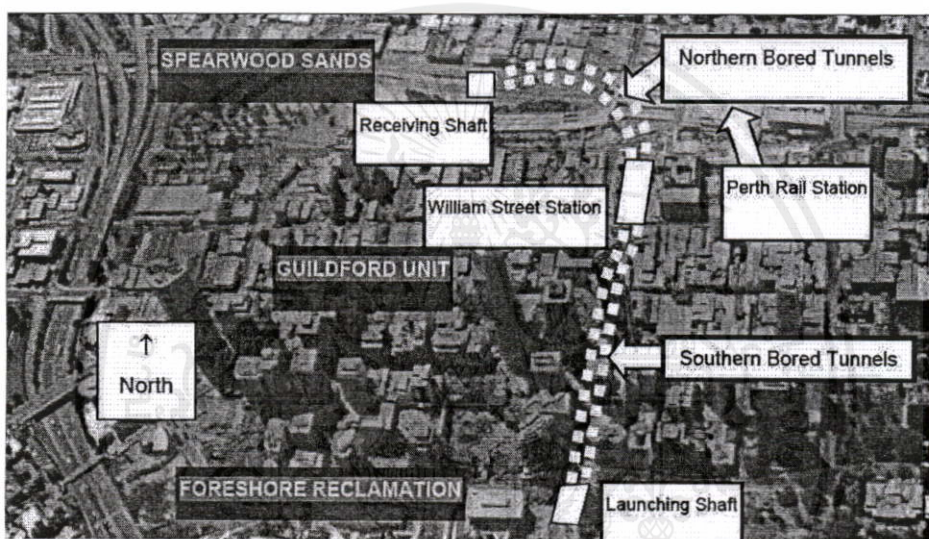 SPEARWOOD SANDS
Northern Bored Tunnels
Receiving Shaft
William Street Station
Perth Rail Station
GUILDFORD UNIT
↑
North
Southern Bored Tunnels
FORESHORE RECLAMATION
Launching Shaft